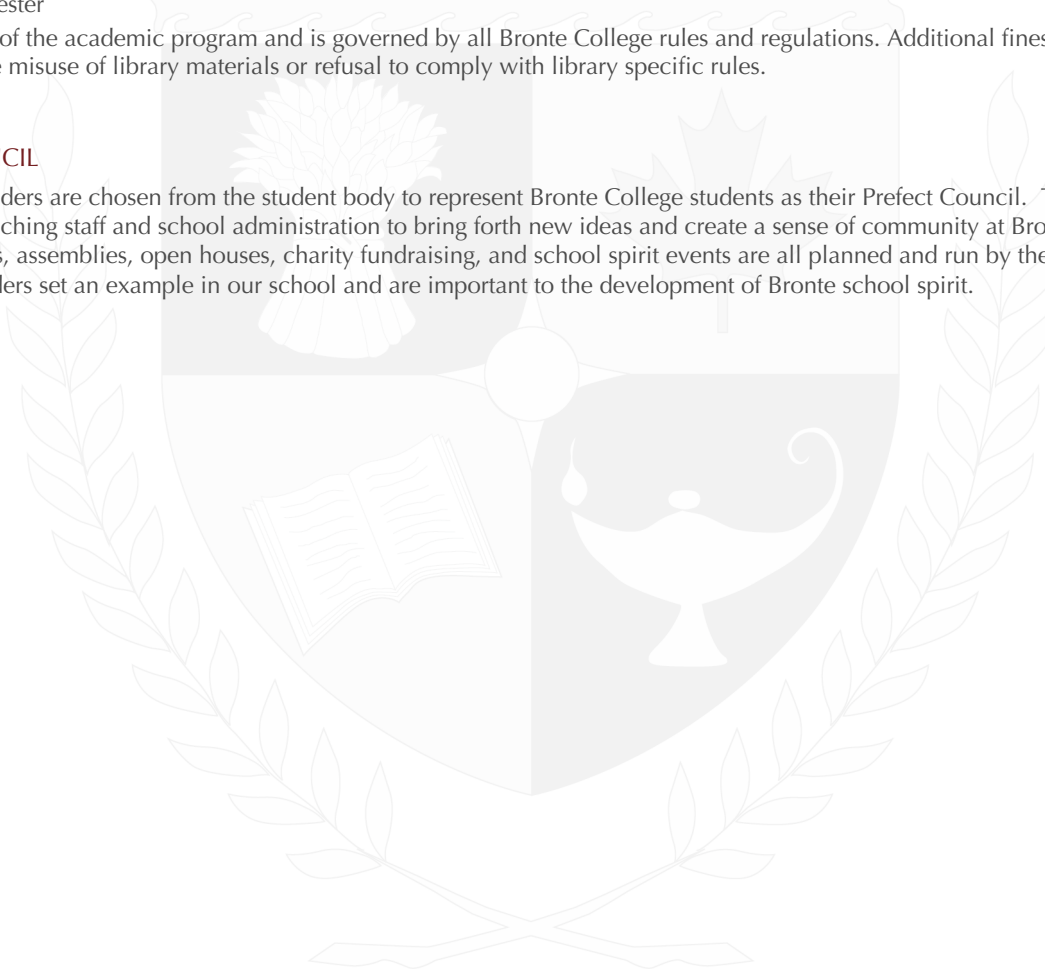 ester
of the academic program and is governed by all Bronte College rules and regulations. Additional fines
e misuse of library materials or refusal to comply with library specific rules.
CIL
ders are chosen from the student body to represent Bronte College students as their Prefect Council.
ching staff and school administration to bring forth new ideas and create a sense of community at Bro
s, assemblies, open houses, charity fundraising, and school spirit events are all planned and run by the
ders set an example in our school and are important to the development of Bronte school spirit.